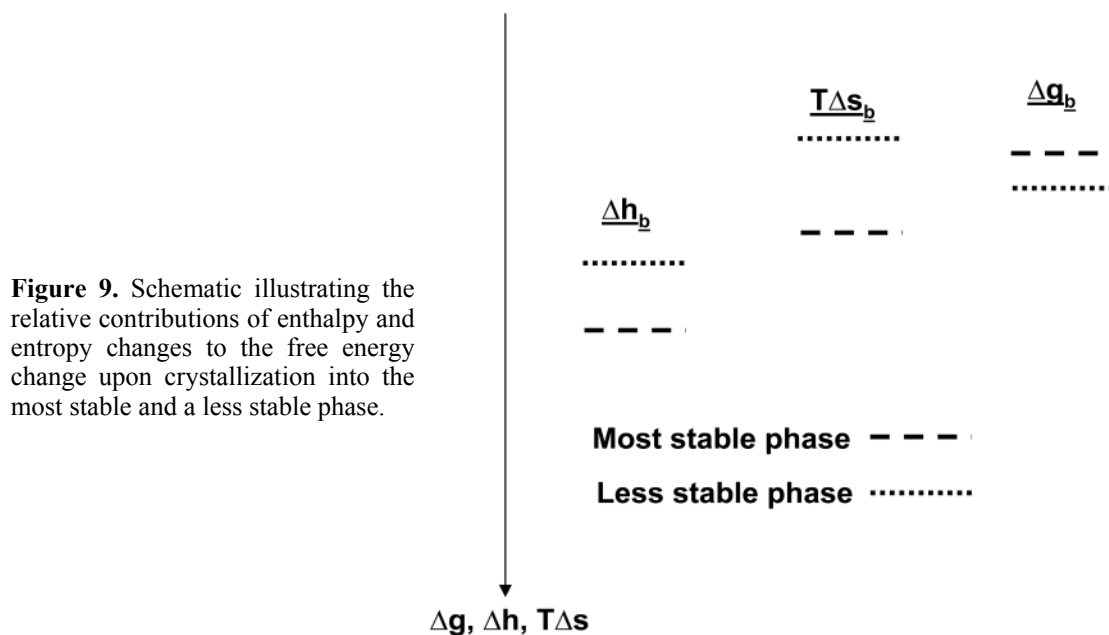 TΔs_b
Δg_b
Δh_b
Figure 9. Schematic illustrating the
relative contributions of enthalpy and
entropy changes to the free energy
change upon crystallization into the
most stable and a less stable phase.
Most stable phase
Less stable phase
Δg, Δh, TΔs